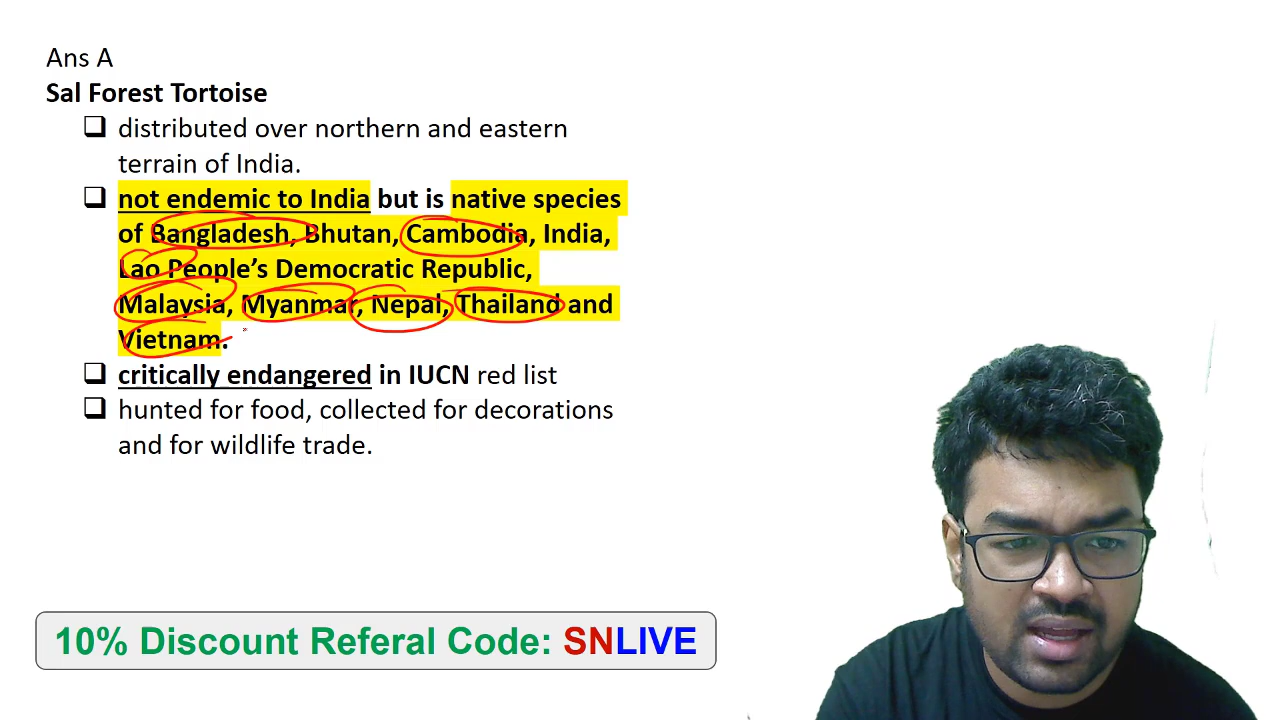 Ans A
Sal Forest Tortoise
❑ distributed over northern and eastern
terrain of India.
❑ not endemic to India but is native species
of Bangladesh, Bhutan, Cambodia, India,
Lao People’s Democratic Republic,
Malaysia, Myanmar, Nepal, Thailand and
Vietnam.
❑ critically endangered in IUCN red list
❑ hunted for food, collected for decorations
and for wildlife trade.
10% Discount Referal Code: SNLIVE